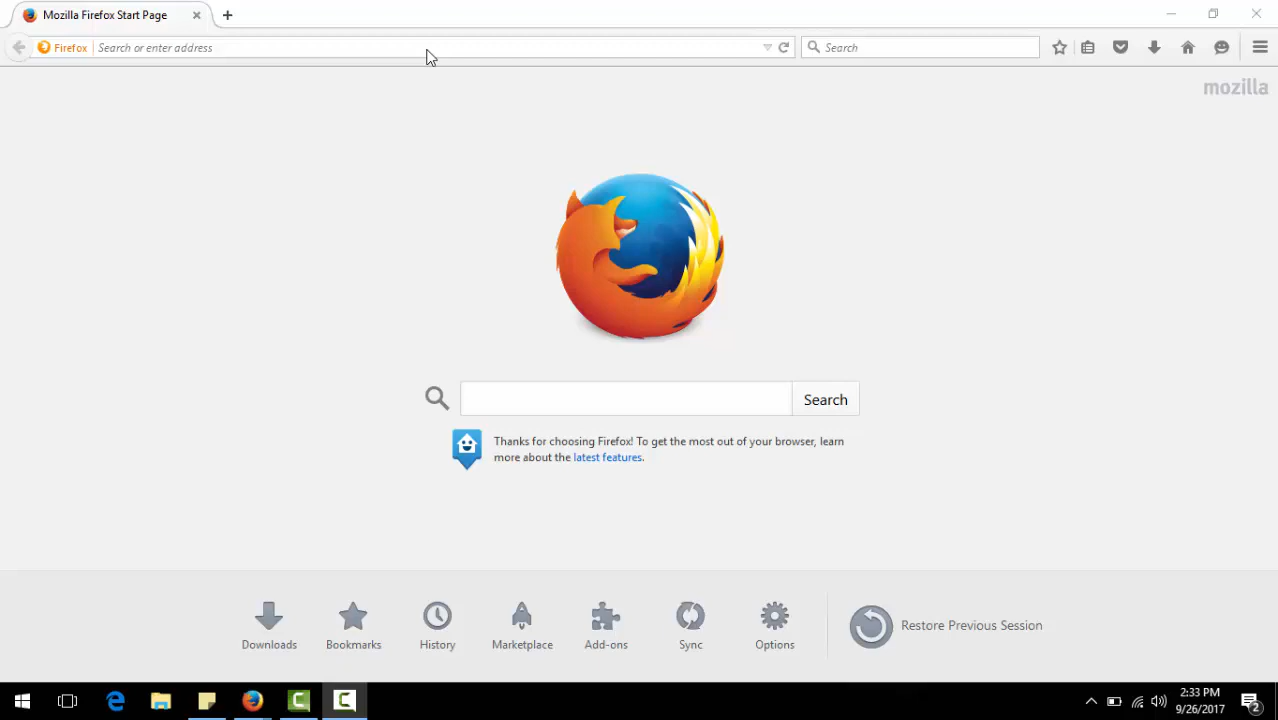 Mozilla Firefox Start Page
Firefox
Search or enter address
Search
mozilla
Search
Thanks for choosing Firefox! To get the most out of your browser, learn
more about the latest features.
Downloads
Bookmarks
History
Marketplace
Add-ons
Sync
Options
Restore Previous Session
2:33 PM
9/26/2017
2